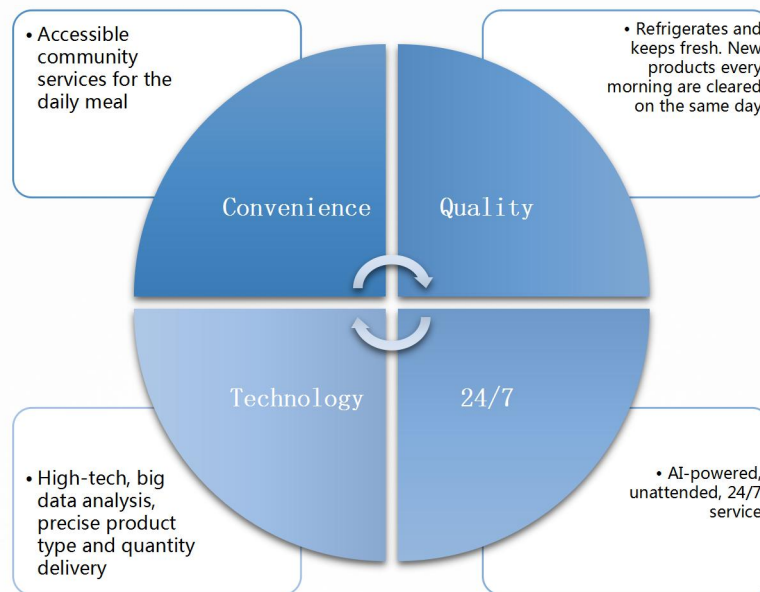 • Accessible
community
services for the
daily meal
• Refrigerates and
keeps fresh. New
products every
morning are cleared
on the same day
Convenience
Quality
Technology
24/7
• High-tech, big
data analysis,
precise product
type and quantity
delivery
• AI-powered,
unattended, 24/7
service